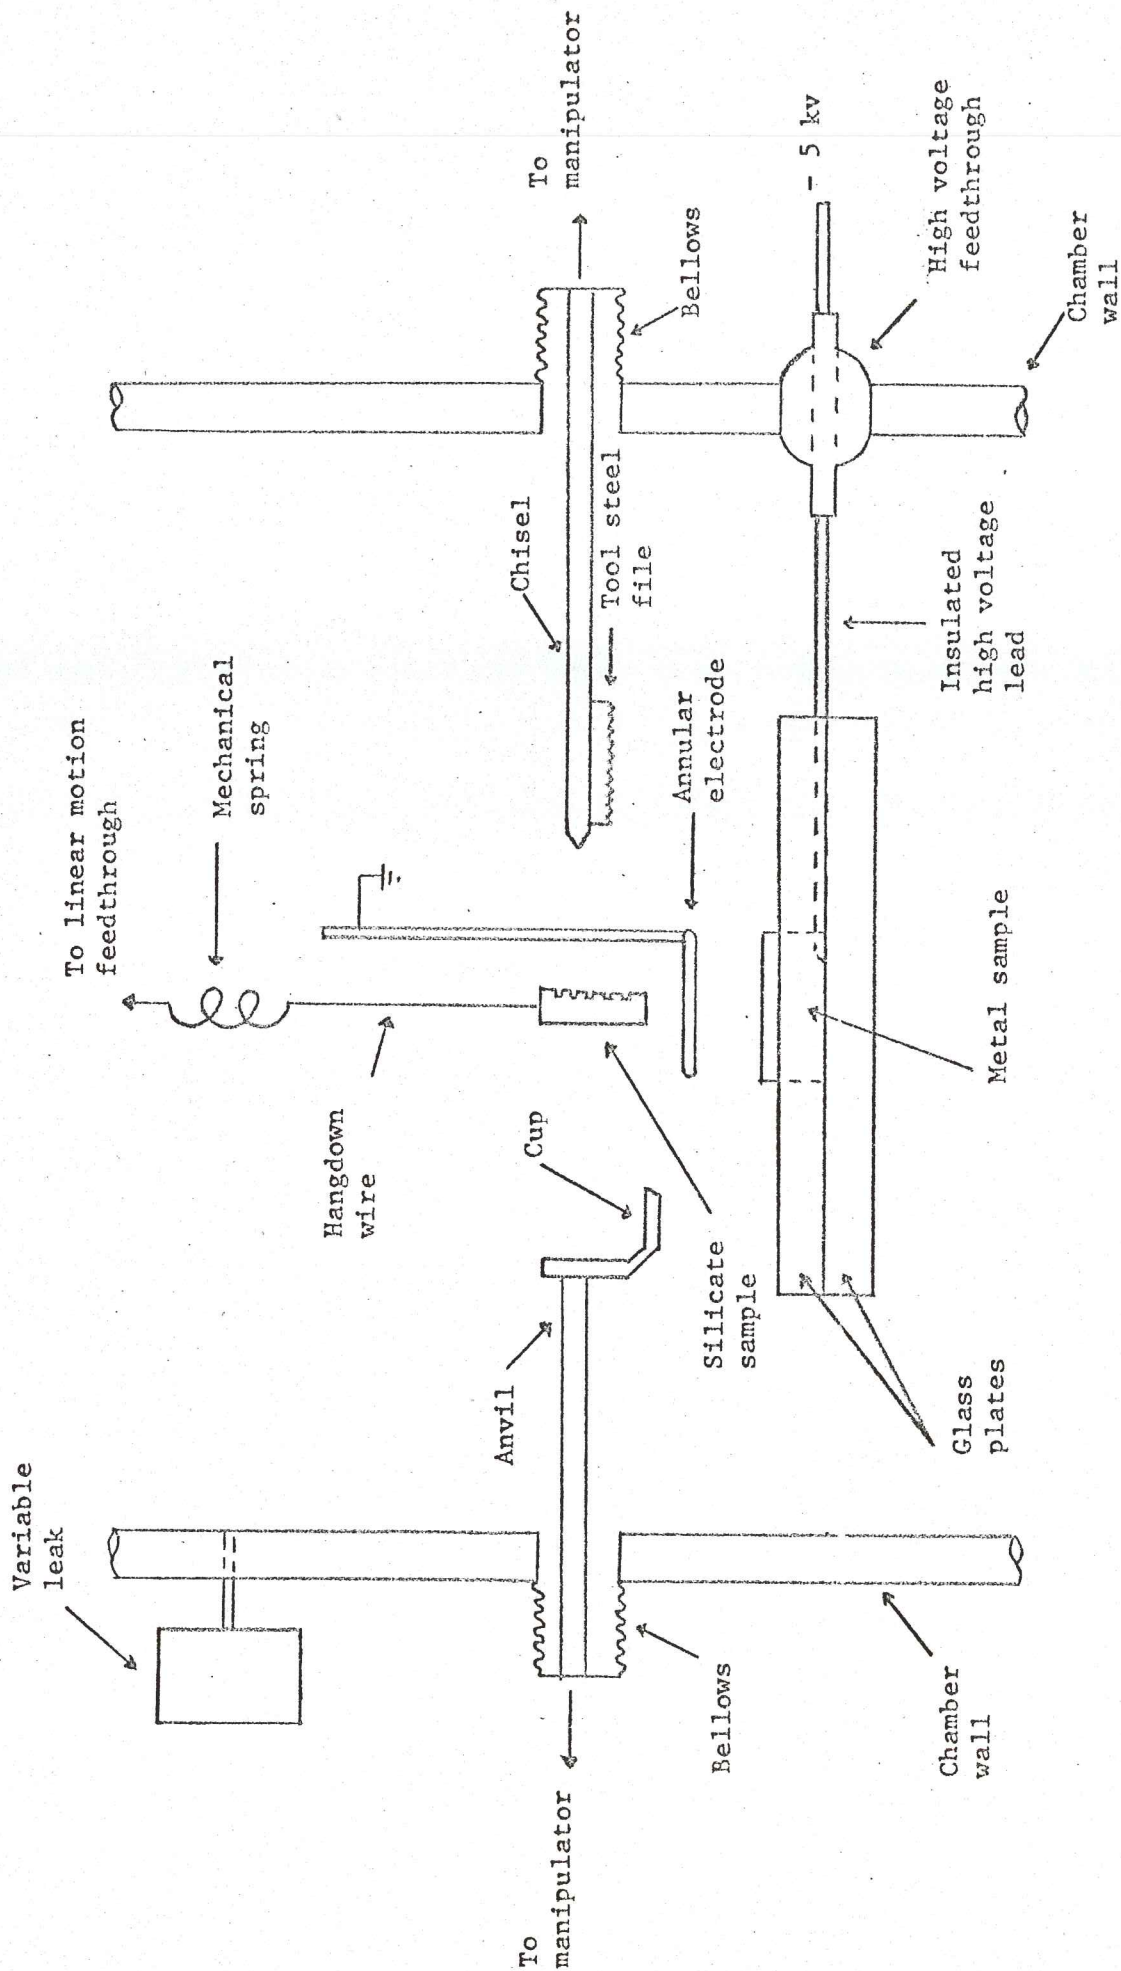 Variable
leak
To linear motion
feedthrough
Mechanical
spring
Hangdown
wire
To
manipulator
Anvil
Cup
Chisel
Tool steel
file
To
manipulator
Bellows
Silicate
sample
Annular
electrode
Bellows
- 5 kv
Chamber
wall
Glass
plates
Metal sample
Insulated
high voltage
lead
High voltage
feedthrough
Chamber
wall